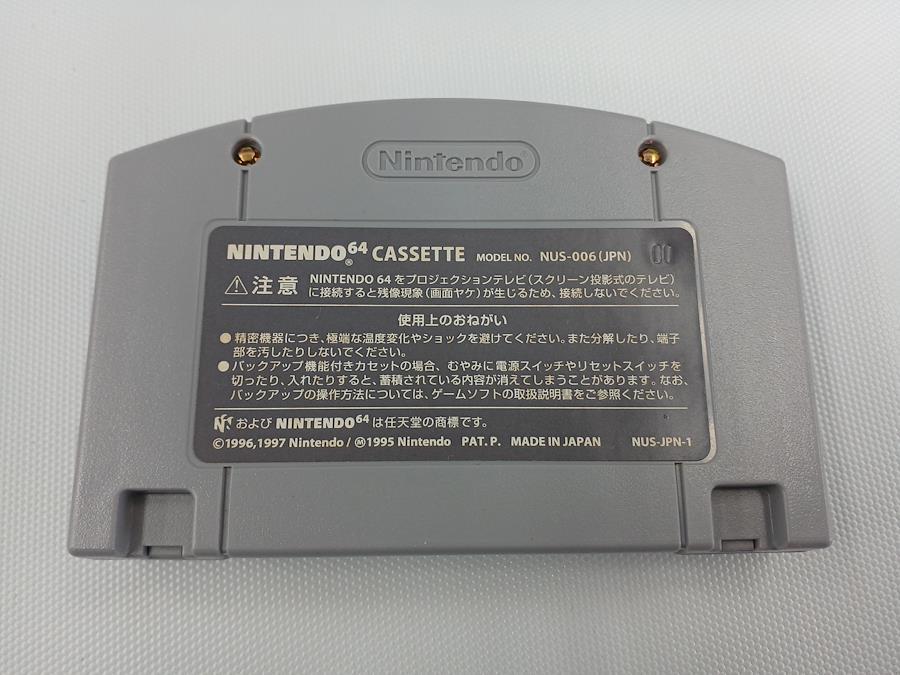 Nintendo
NINTENDO64® CASSETTE MODEL NO. NUS-006(JPN) 00
注意 NINTENDO 64をプロジェクションテレビ(スクリーン投影式のテレビ)
に接続すると残像現象(画面ヤケ)が生じるため、接続しないでください。
使用上のおねがい
●精密機器につき、極端な温度変化やショックを避けてください。また分解したり、端子
部を汚したりしないでください。
●バックアップ機能付きカセットの場合、むやみに電源スイッチやリセットスイッチを
切ったり、入れたりすると、蓄積されている内容が消えてしまうことがあります。なお、
バックアップの操作方法については、ゲームソフトの取扱説明書をご参照ください。
および NINTENDO64は任天堂の商標です。
©1996,1997 Nintendo/Ⓜ1995 Nintendo PAT. P. MADE IN JAPAN NUS-JPN-1